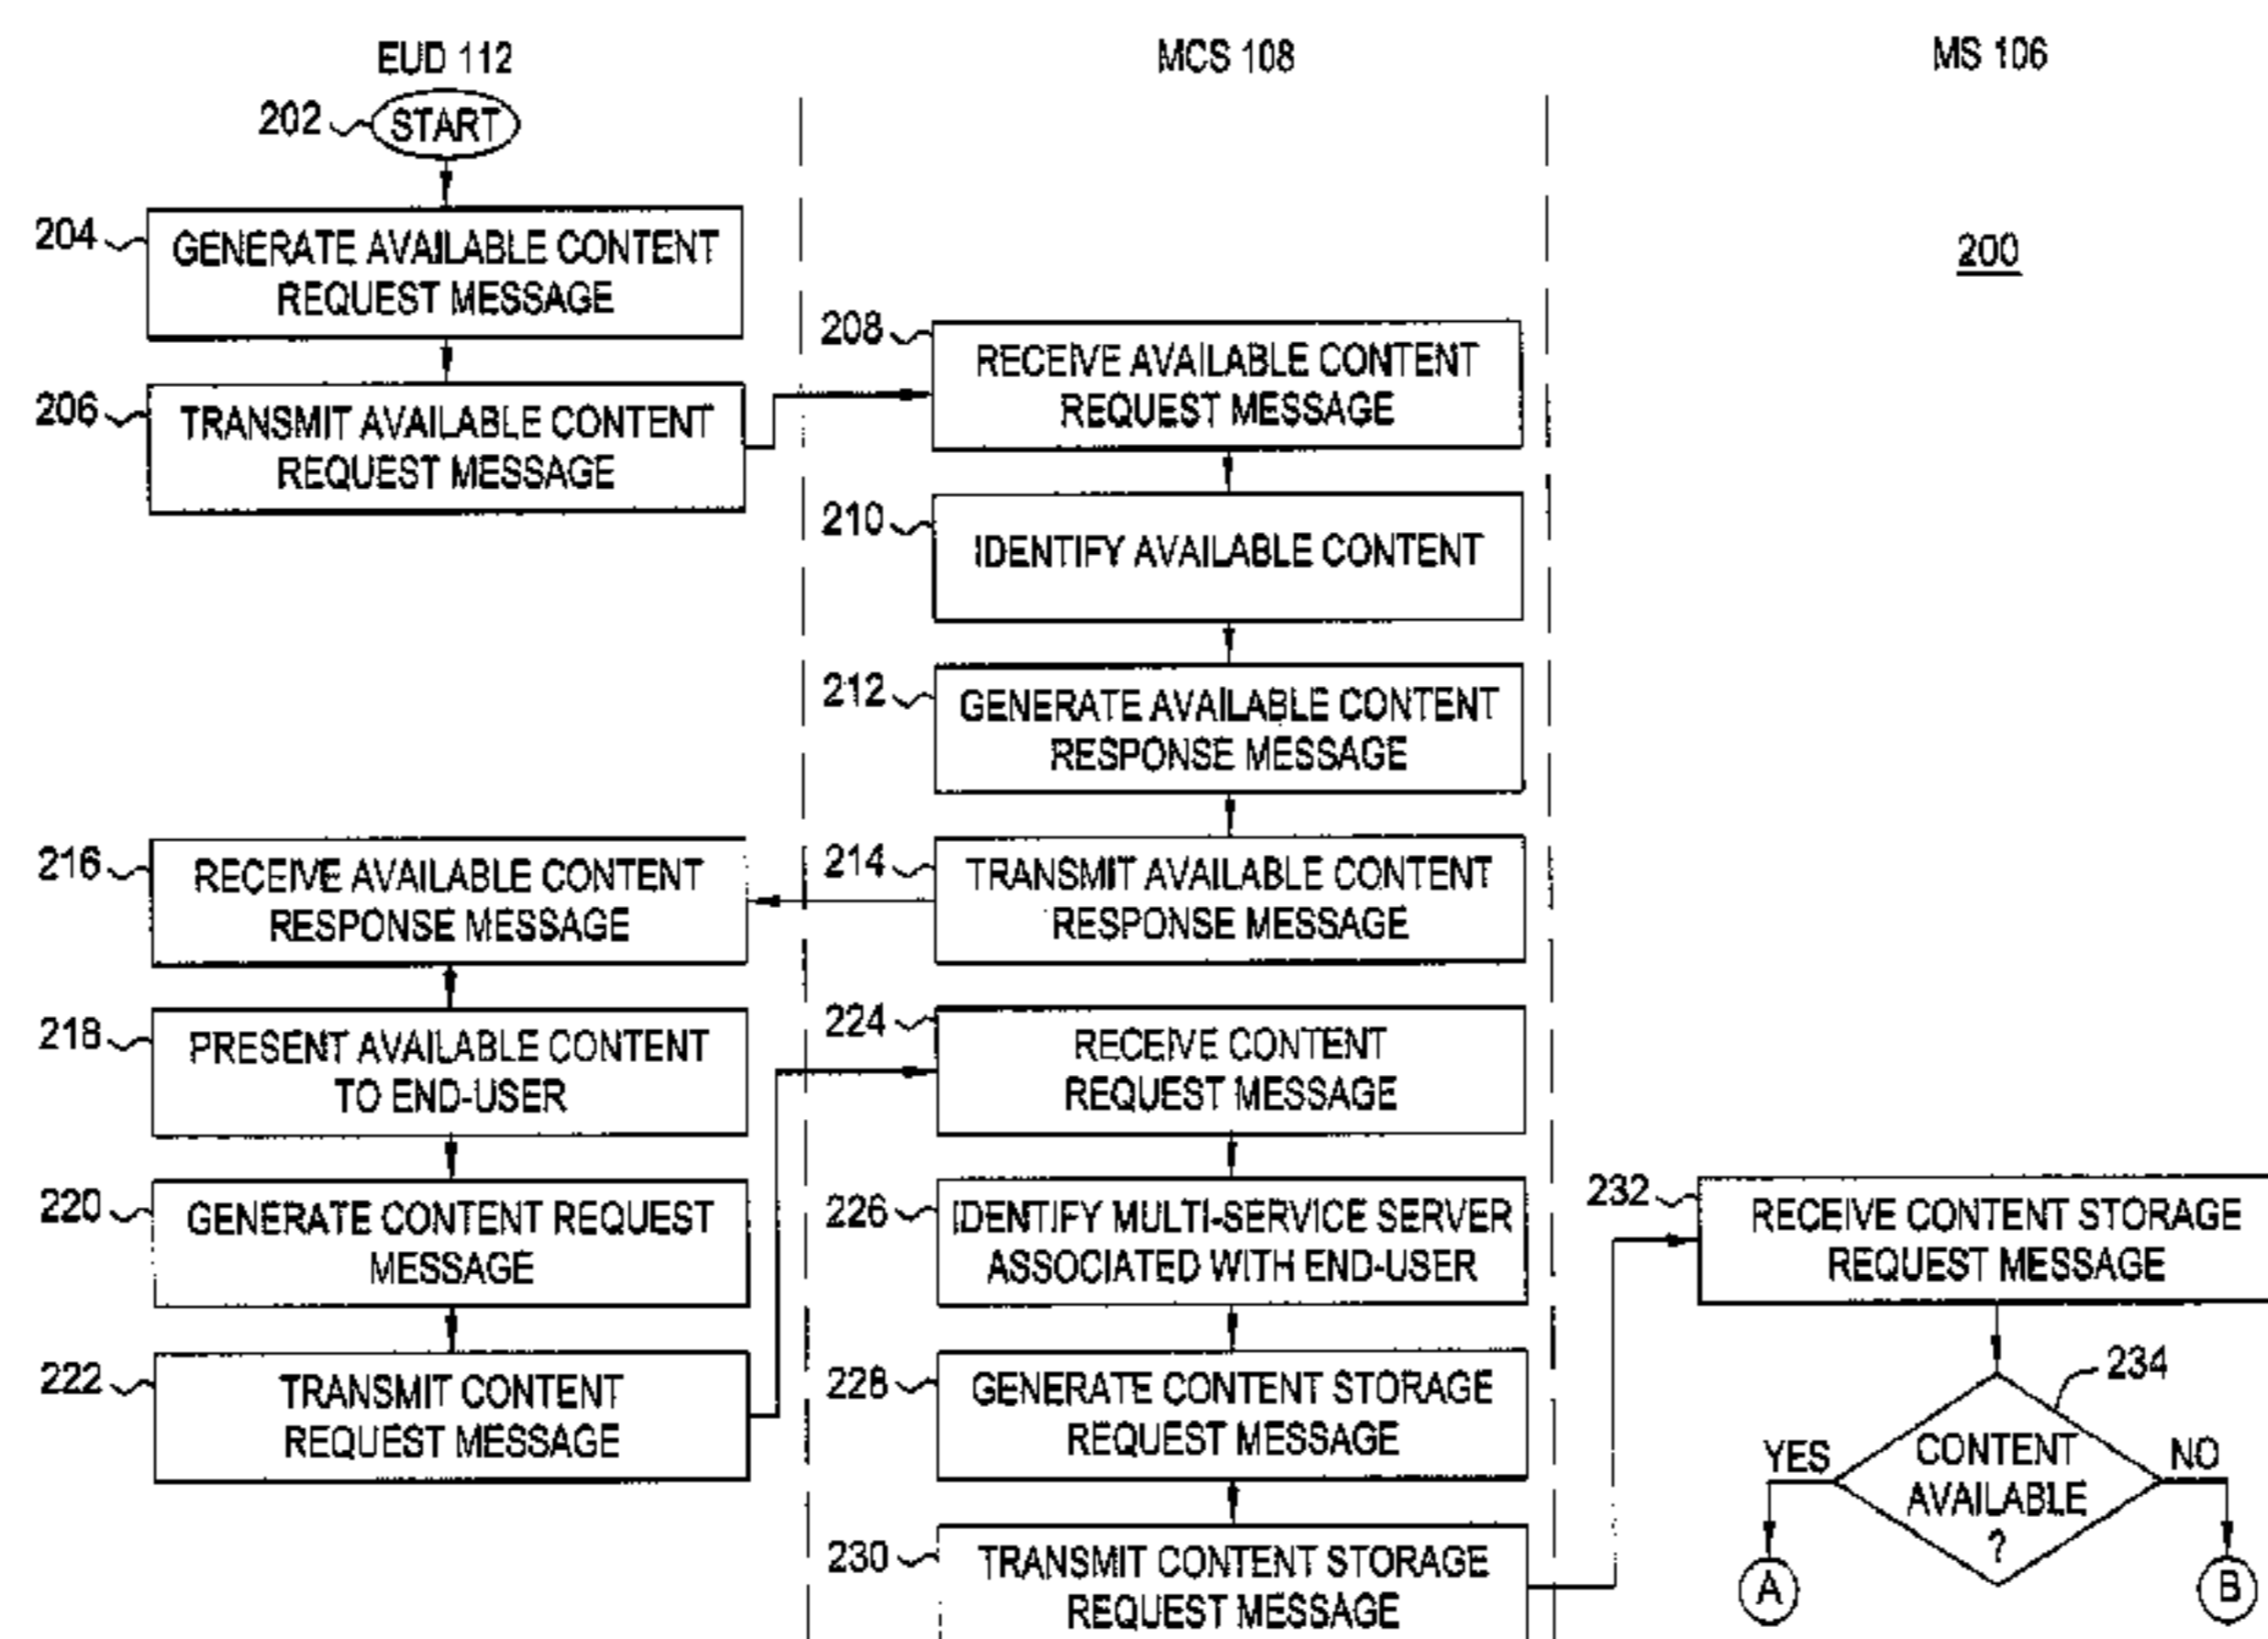 EUD 112
MCS 108
MS 106
202
START
200
204
GENERATE AVAILABLE CONTENT
REQUEST MESSAGE
206
TRANSMIT AVAILABLE CONTENT
REQUEST MESSAGE
208
RECEIVE AVAILABLE CONTENT
REQUEST MESSAGE
210
IDENTIFY AVAILABLE CONTENT
212
GENERATE AVAILABLE CONTENT
RESPONSE MESSAGE
214
TRANSMIT AVAILABLE CONTENT
RESPONSE MESSAGE
216
RECEIVE AVAILABLE CONTENT
RESPONSE MESSAGE
218
PRESENT AVAILABLE CONTENT
TO END-USER
220
GENERATE CONTENT REQUEST
MESSAGE
222
TRANSMIT CONTENT
REQUEST MESSAGE
224
RECEIVE CONTENT
REQUEST MESSAGE
226
IDENTIFY MULTI-SERVICE SERVER
ASSOCIATED WITH END-USER
228
GENERATE CONTENT STORAGE
REQUEST MESSAGE
230
TRANSMIT CONTENT STORAGE
REQUEST MESSAGE
232
RECEIVE CONTENT STORAGE
REQUEST MESSAGE
234
CONTENT
AVAILABLE
?
YES
NO
A
B